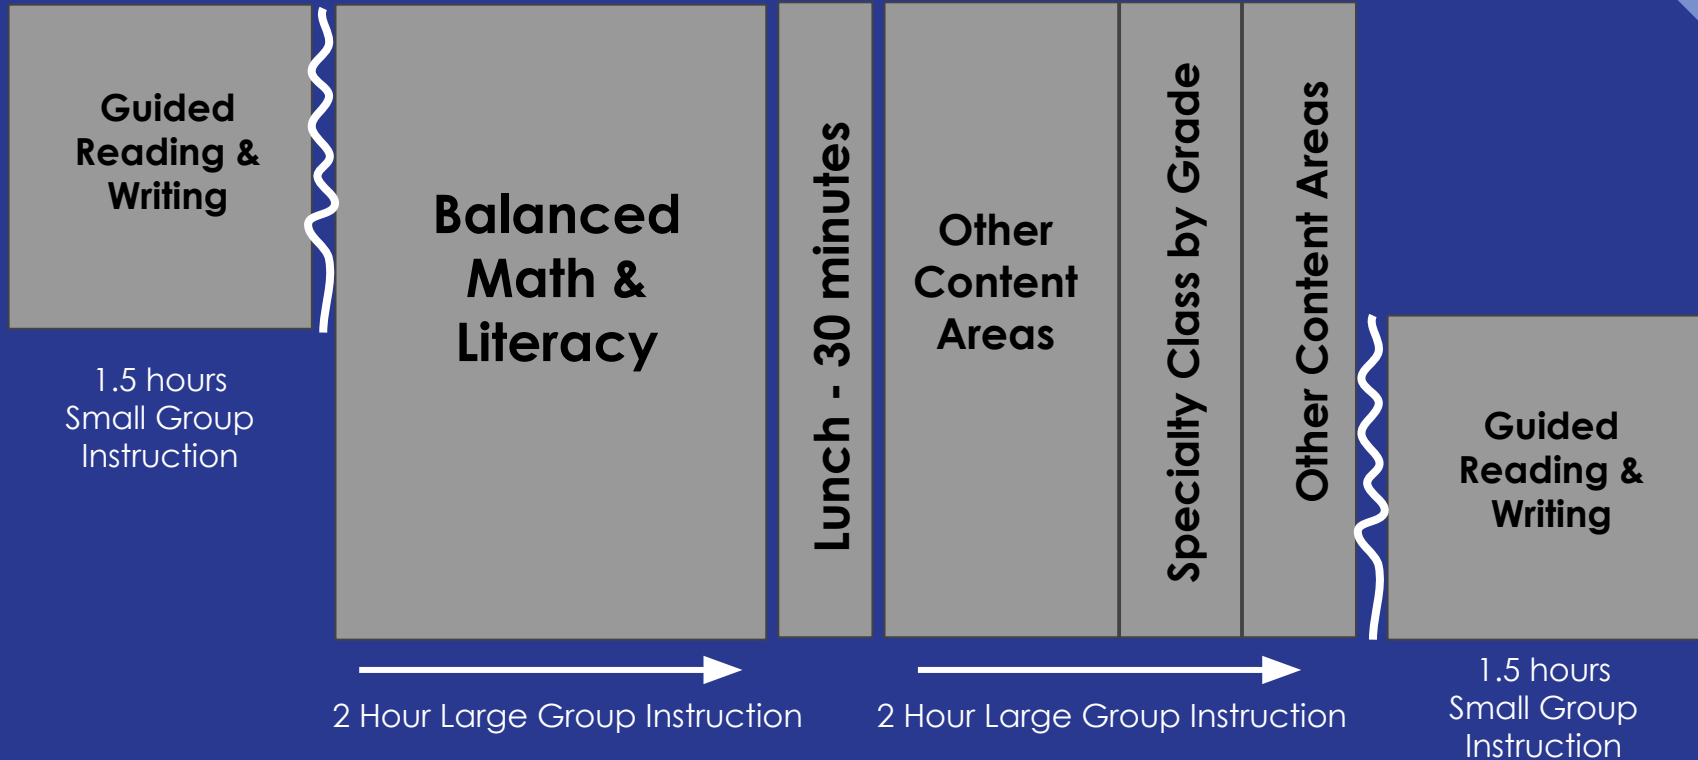 Guided
Reading &
Writing
1.5 hours
Small Group
Instruction
Balanced
Math &
Literacy
2 Hour Large Group Instruction
Lunch - 30 minutes
Other
Content
Areas
Specialty Class by Grade
Other Content Areas
2 Hour Large Group Instruction
Guided
Reading &
Writing
1.5 hours
Small Group
Instruction